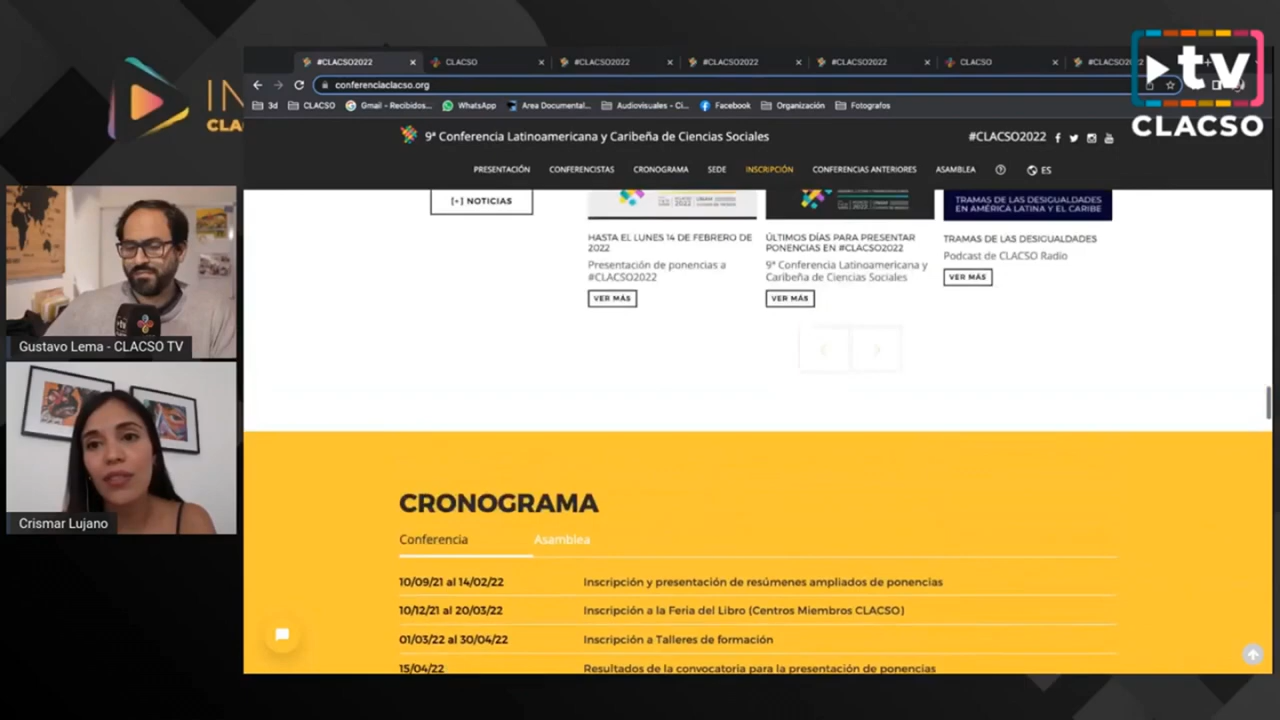 #CLACSO2022
CLACSO
#CLACSO2022
#CLACSO2022
#CLACSO2022
CLACSO
conferenciaclacso.org
3d
CLACSO
Gmail - Recibidos...
WhatsApp
Area Documental...
Audiovisuales - Ci...
Facebook
Organización
Fotografos
tv
CLACSO
IN
CLA
9ª Conferencia Latinoamericana y Caribeña de Ciencias Sociales
#CLACSO2022
PRESENTACIÓN
CONFERENCISTAS
CRONOGRAMA
SEDE
INSCRIPCIÓN
CONFERENCIAS ANTERIORES
ASAMBLEA
ES
[+] NOTICIAS
TRAMAS DE LAS DESIGUALDADES
EN AMÉRICA LATINA Y EL CARIBE
HASTA EL LUNES 14 DE FEBRERO DE
2022
Presentación de ponencias a
#CLACSO2022
VER MÁS
ÚLTIMOS DÍAS PARA PRESENTAR
PONENCIAS EN #CLACSO2022
9ª Conferencia Latinoamericana y
Caribeña de Ciencias Sociales
VER MÁS
TRAMAS DE LAS DESIGUALDADES
Podcast de CLACSO Radio
VER MÁS
Gustavo Lema - CLACSO TV
Crismar Lujano
CRONOGRAMA
Conferencia
Asamblea
10/09/21 al 14/02/22 Inscripción y presentación de resúmenes ampliados de ponencias
10/12/21 al 20/03/22 Inscripción a la Feria del Libro (Centros Miembros CLACSO)
01/03/22 al 30/04/22 Inscripción a Talleres de formación
15/04/22 Resultados de la convocatoria para la presentación de ponencias